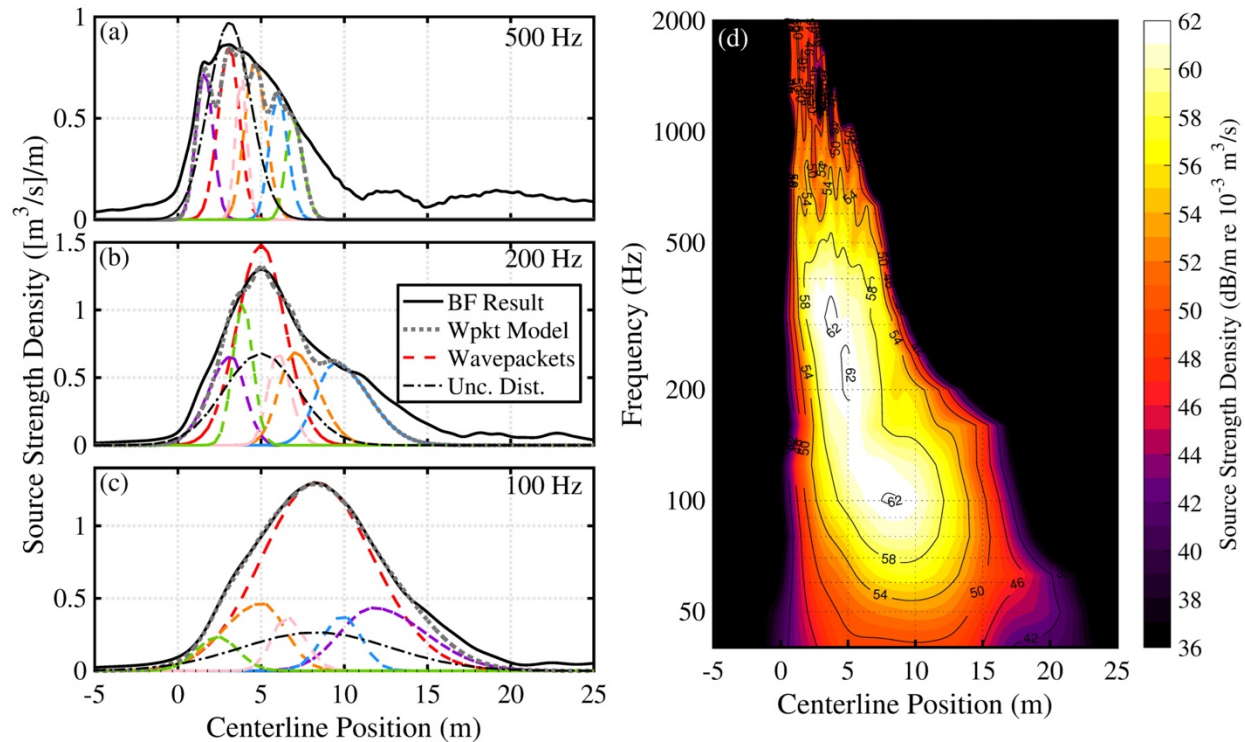 (a)
500 Hz
1
0.5
0
(b)
200 Hz
1.5
1
0.5
0
BF Result
Wpkt Model
Wavepackets
Unc. Dist.
(c)
100 Hz
1
0.5
0
-5 0 5 10 15 20 25
Centerline Position (m)
Source Strength Density ([m³/s]/m)
(d)
2000
1000
500
200
100
50
Frequency (Hz)
-5 0 5 10 15 20 25
Centerline Position (m)
54
54
54
50
58
58
54
62
62
54
50
62
58
54
50
46
42
62
60
58
56
54
52
50
48
46
44
42
40
38
36
Source Strength Density (dB/m re 10⁻³ m³/s)